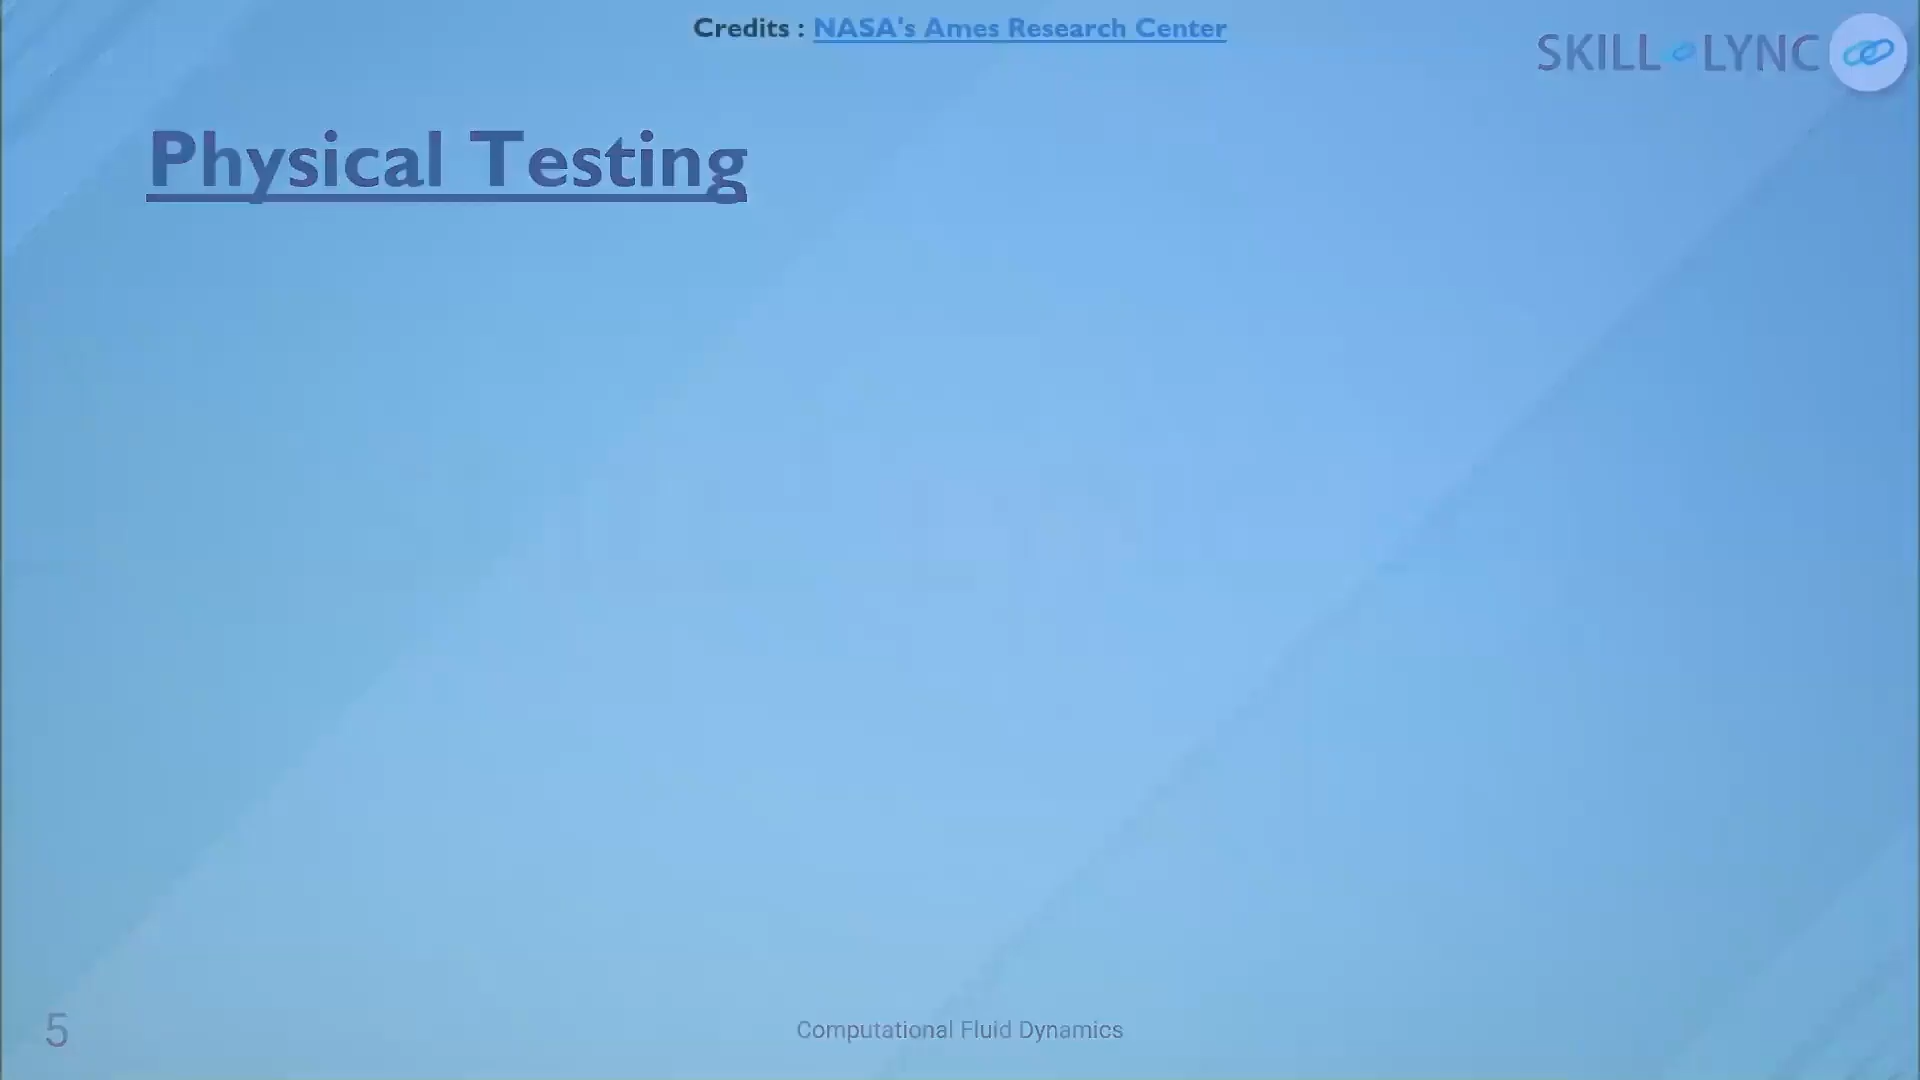 Credits : NASA's Ames Research Center
SKILL LYNC
Physical Testing
5
Computational Fluid Dynamics